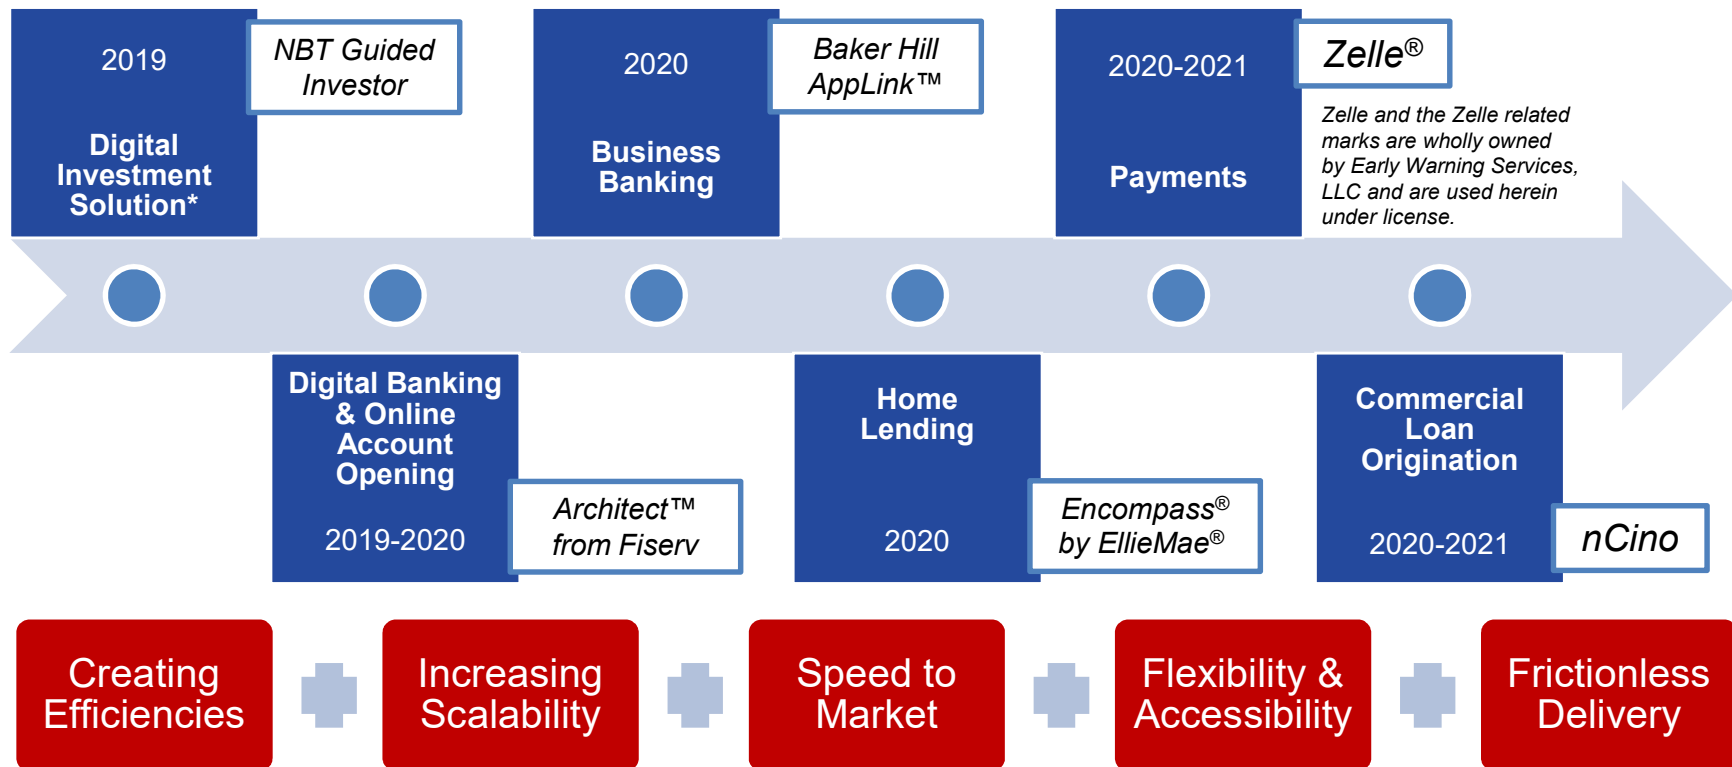 2019
Digital
Investment
Solution*
NBT Guided
Investor
2020
Business
Banking
Baker Hill
AppLink™
2020-2021
Payments
Zelle®
Zelle and the Zelle related
marks are wholly owned
by Early Warning Services,
LLC and are used herein
under license.
Digital Banking
& Online
Account
Opening
2019-2020
Architect™
from Fiserv
Home
Lending
2020
Encompass®
by EllieMae®
Commercial
Loan
Origination
2020-2021
nCino
Creating
Efficiencies
Increasing
Scalability
Speed to
Market
Flexibility &
Accessibility
Frictionless
Delivery